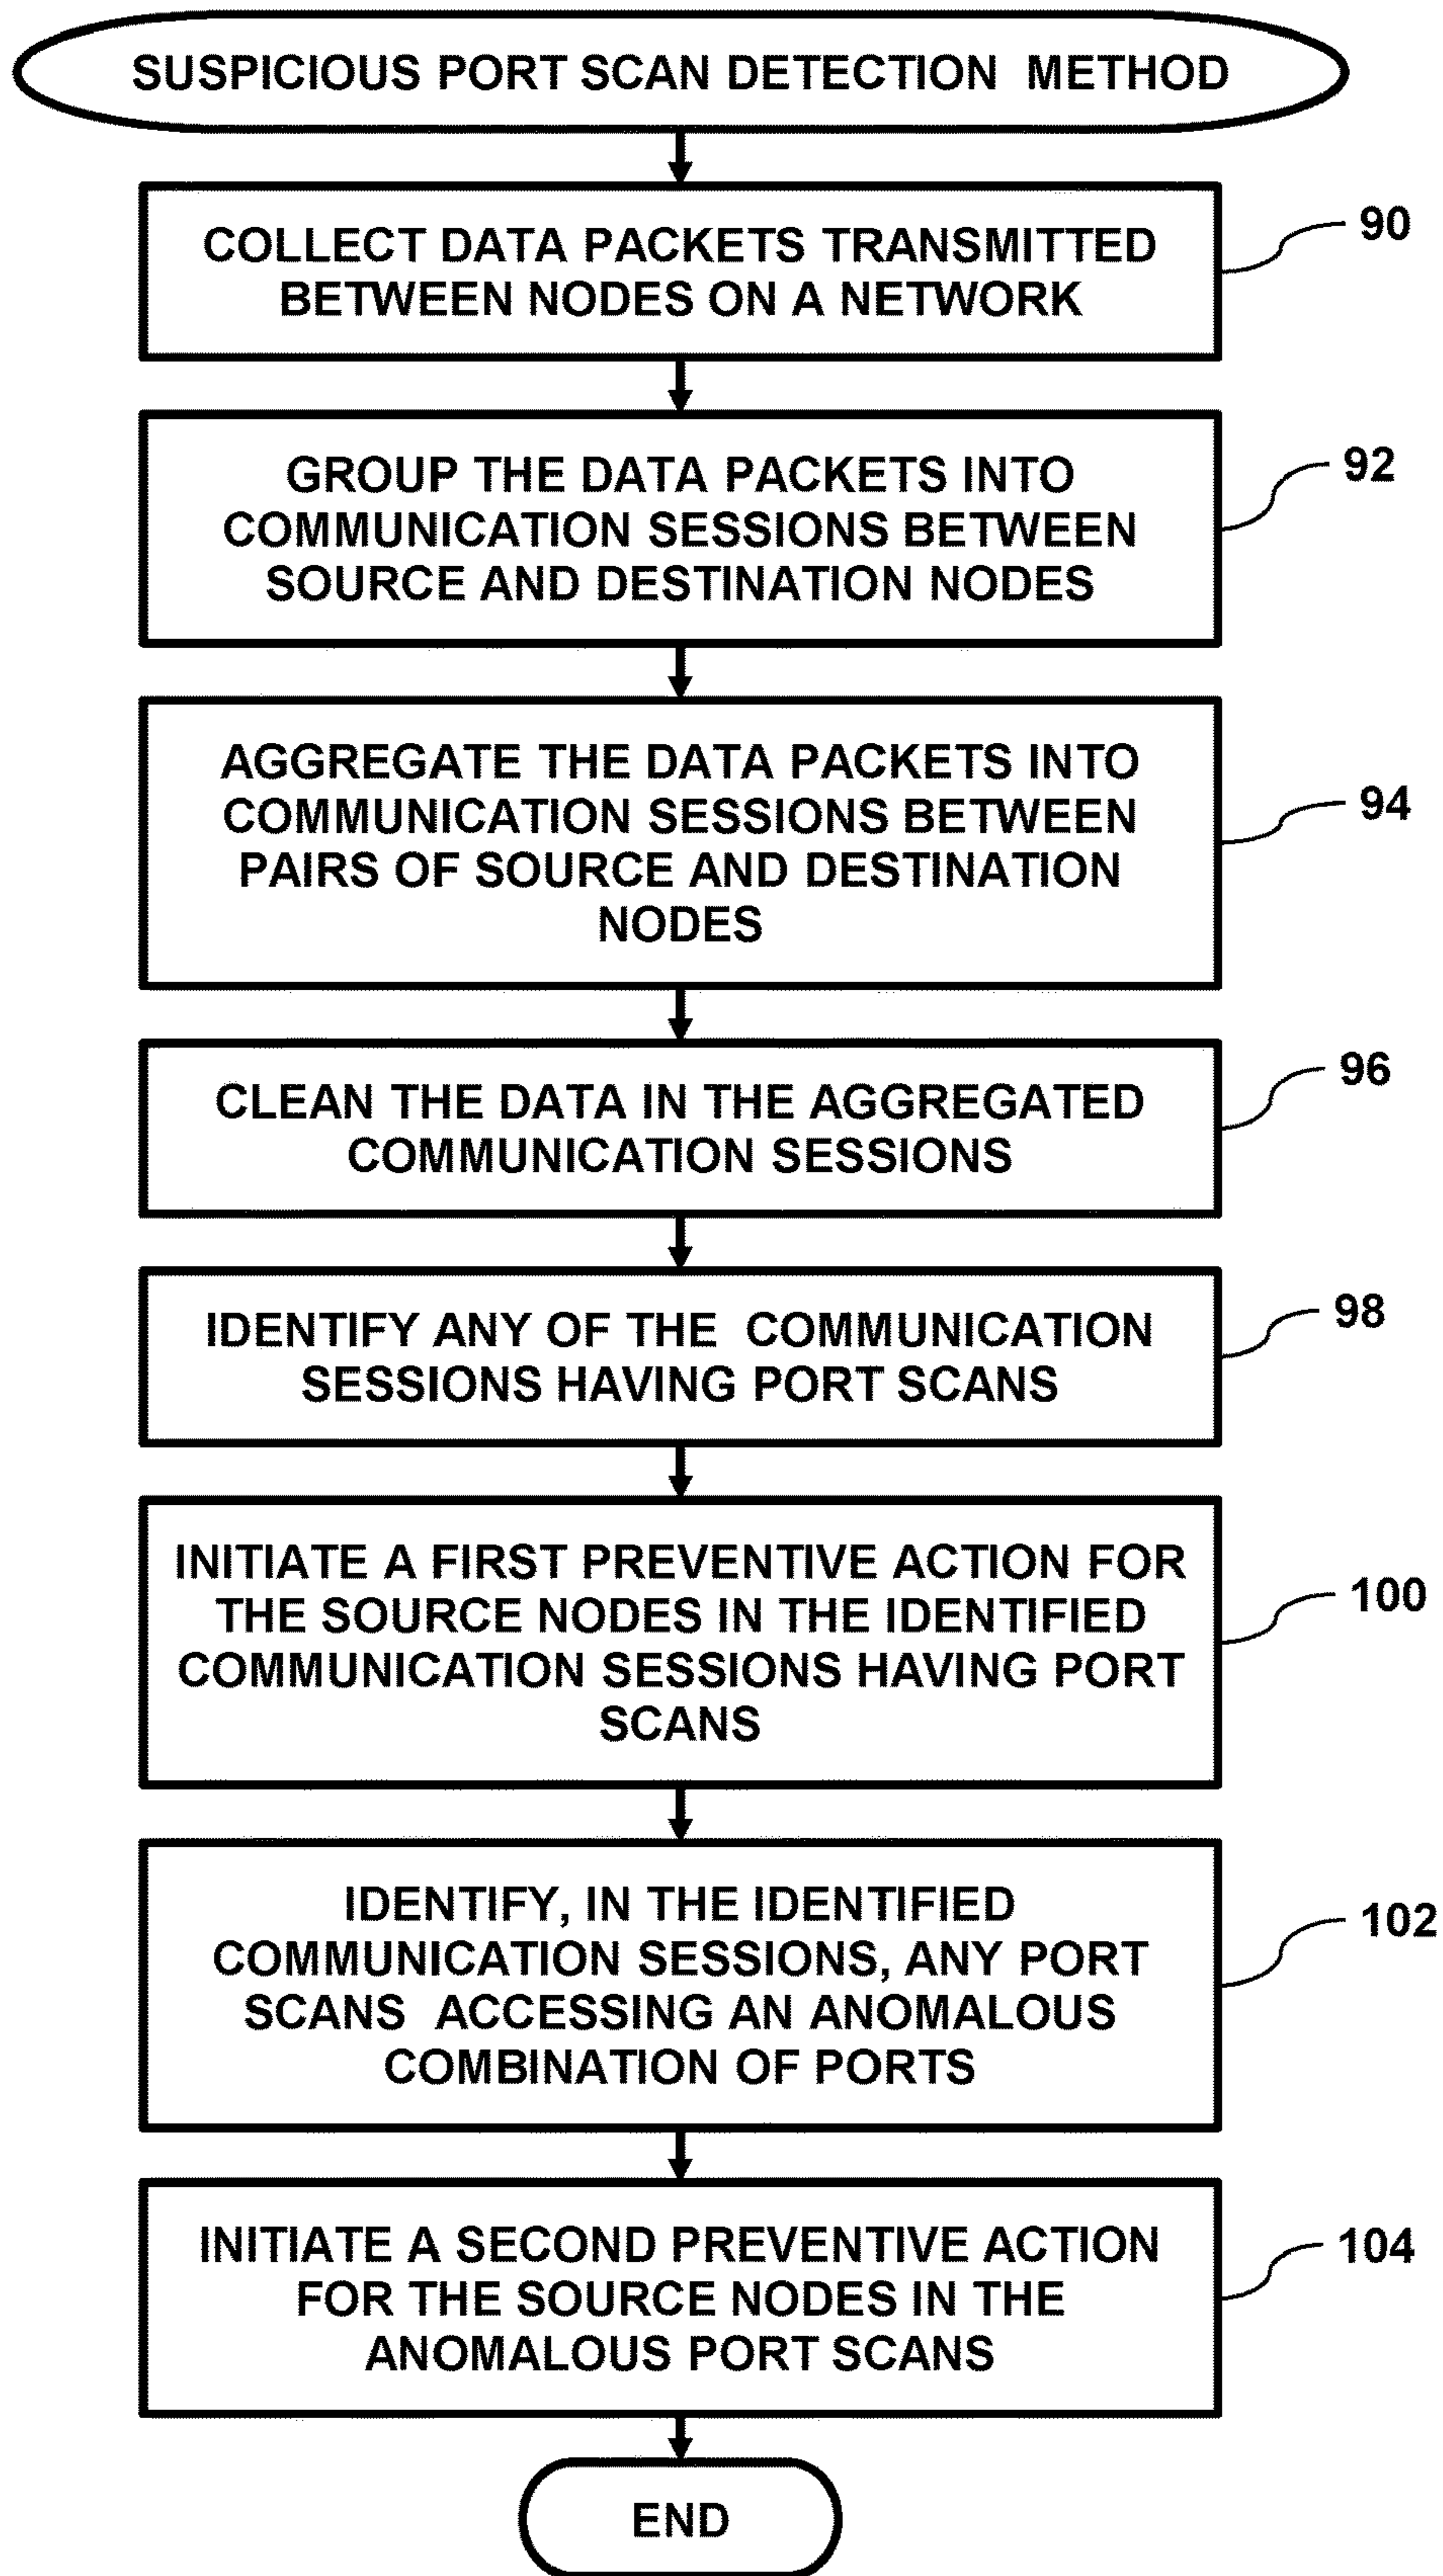 SUSPICIOUS PORT SCAN DETECTION METHOD
COLLECT DATA PACKETS TRANSMITTED
BETWEEN NODES ON A NETWORK
90
GROUP THE DATA PACKETS INTO
COMMUNICATION SESSIONS BETWEEN
SOURCE AND DESTINATION NODES
92
AGGREGATE THE DATA PACKETS INTO
COMMUNICATION SESSIONS BETWEEN
PAIRS OF SOURCE AND DESTINATION
NODES
94
CLEAN THE DATA IN THE AGGREGATED
COMMUNICATION SESSIONS
96
IDENTIFY ANY OF THE COMMUNICATION
SESSIONS HAVING PORT SCANS
98
INITIATE A FIRST PREVENTIVE ACTION FOR
THE SOURCE NODES IN THE IDENTIFIED
COMMUNICATION SESSIONS HAVING PORT
SCANS
100
IDENTIFY, IN THE IDENTIFIED
COMMUNICATION SESSIONS, ANY PORT
SCANS ACCESSING AN ANOMALOUS
COMBINATION OF PORTS
102
INITIATE A SECOND PREVENTIVE ACTION
FOR THE SOURCE NODES IN THE
ANOMALOUS PORT SCANS
104
END